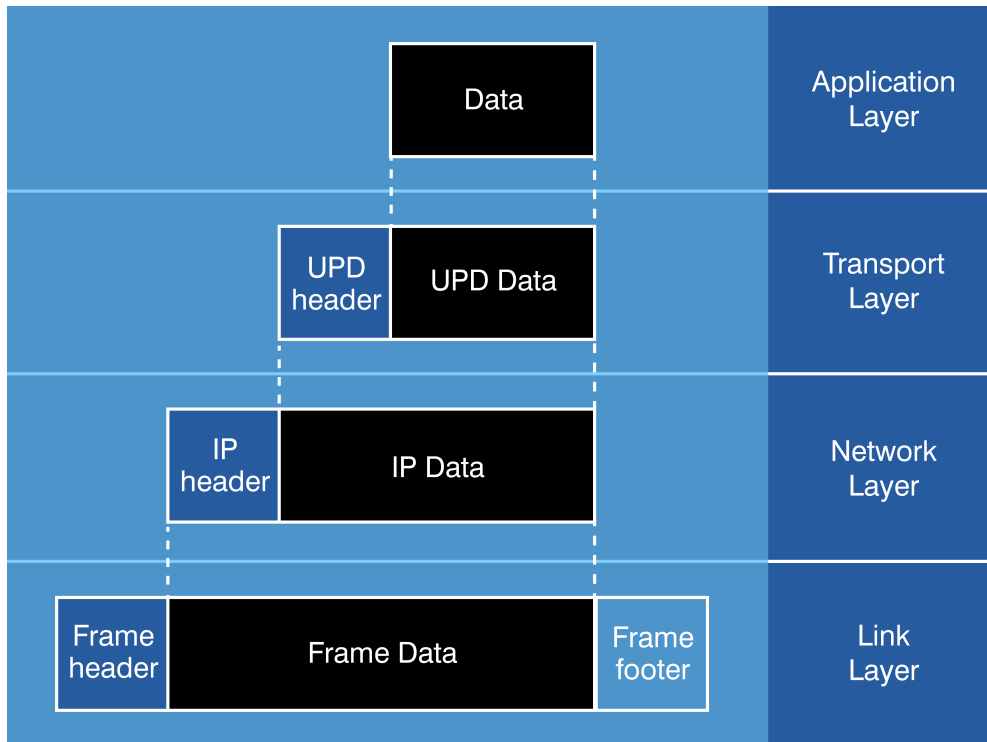 Data
Application
Layer
UPD
header
UPD Data
Transport
Layer
IP
header
IP Data
Network
Layer
Frame
header
Frame Data
Frame
footer
Link
Layer